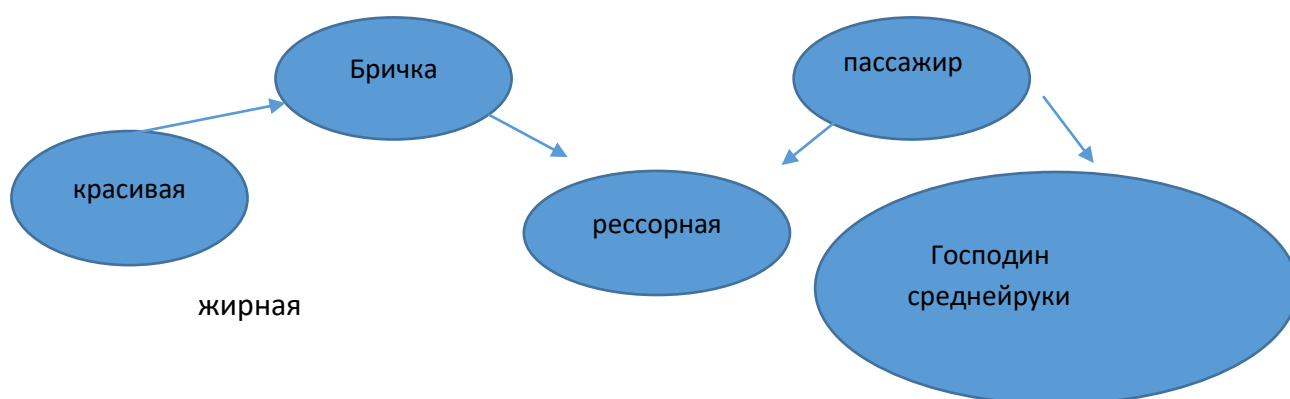 Бричка
пассажир
красивая
рессорная
Господин
среднейруки
жирная